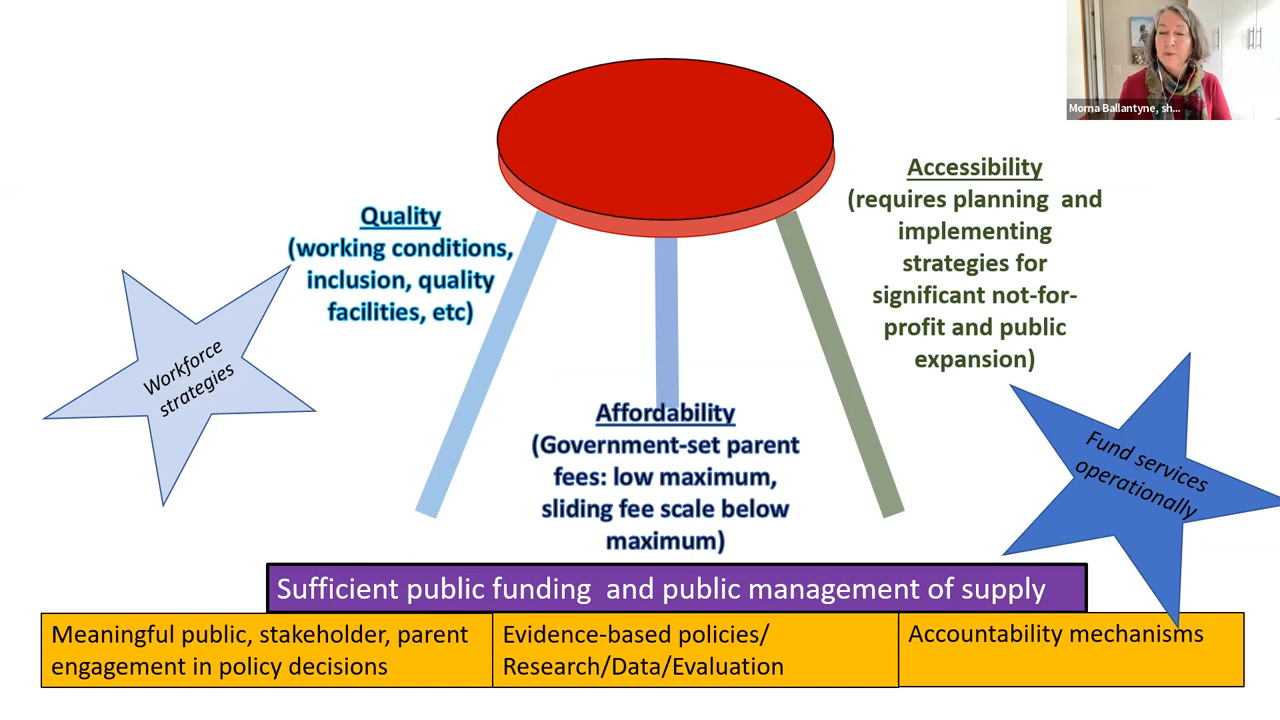 Morna Ballantyne, sh...
Accessibility
(requires planning and
implementing
strategies for
significant not-for-
profit and public
expansion)
Quality
(working conditions,
inclusion, quality
facilities, etc)
Workforce
strategies
Affordability
(Government-set parent
fees: low maximum,
sliding fee scale below
maximum)
Fund services
operationally
Sufficient public funding and public management of supply
Meaningful public, stakeholder, parent
engagement in policy decisions
Evidence-based policies/
Research/Data/Evaluation
Accountability mechanisms